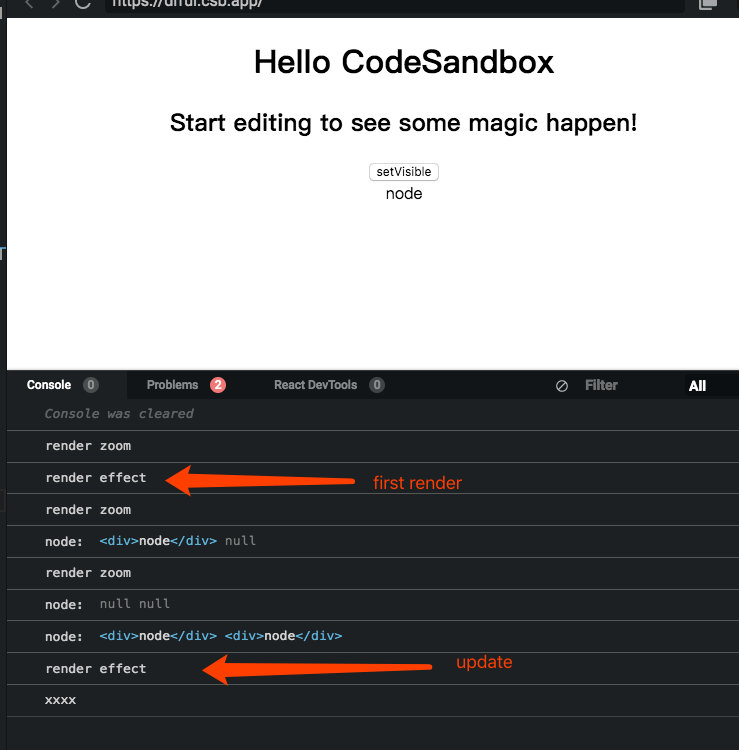 https://drful.csb.app/
Hello CodeSandbox
Start editing to see some magic happen!
setVisible
node
Console 0 Problems 2 React DevTools 0 Filter All
Console was cleared
render zoom
render effect first render
render zoom
node: <div>node</div> null
render zoom
node: null null
node: <div>node</div> <div>node</div>
render effect update
xxxx